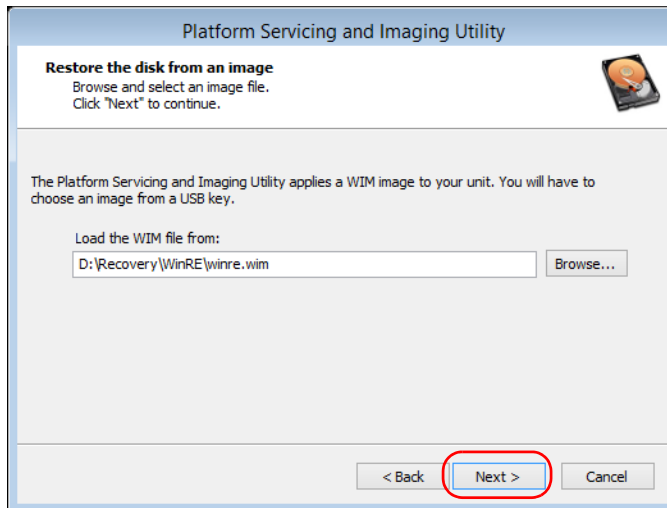 Platform Servicing and Imaging Utility
Restore the disk from an image
Browse and select an image file.
Click "Next" to continue.
The Platform Servicing and Imaging Utility applies a WIM image to your unit. You will have to
choose an image from a USB key.
Load the WIM file from:
D:\Recovery\WinRE\winre.wim Browse...
< Back Next > Cancel